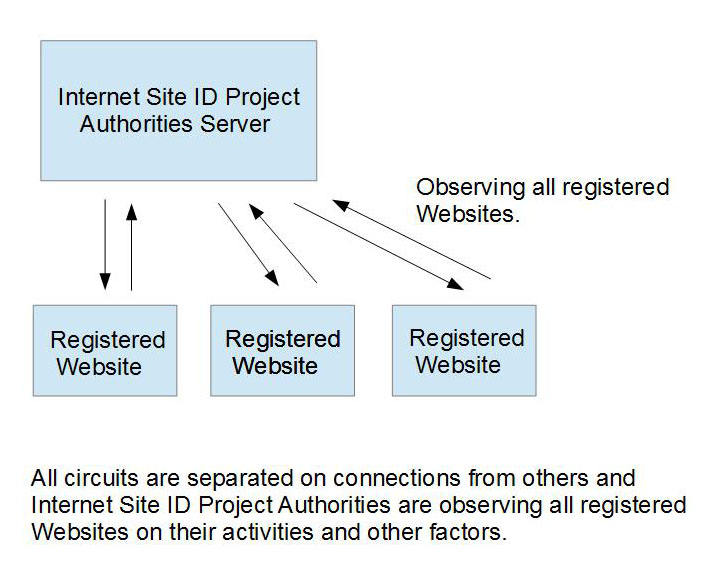 Internet Site ID Project
Authorities Server
Observing all registered
Websites.
Registered
Website
Registered
Website
Registered
Website
All circuits are separated on connections from others and
Internet Site ID Project Authorities are observing all registered
Websites on their activities and other factors.